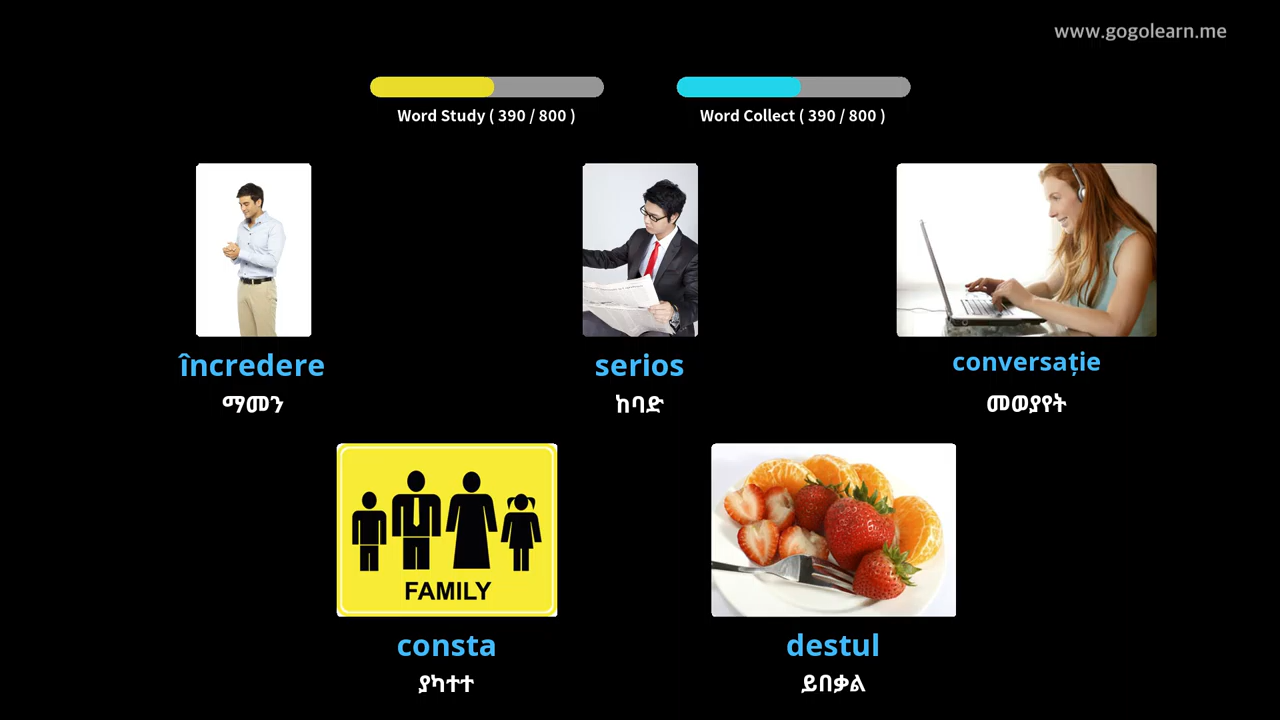 www.gogolearn.me
Word Study ( 390 / 800 )
Word Collect ( 390 / 800 )
încredere
ማመን
serios
ከባድ
conversație
መወያየት
FAMILY
consta
ያካተተ
destul
ይበቃል